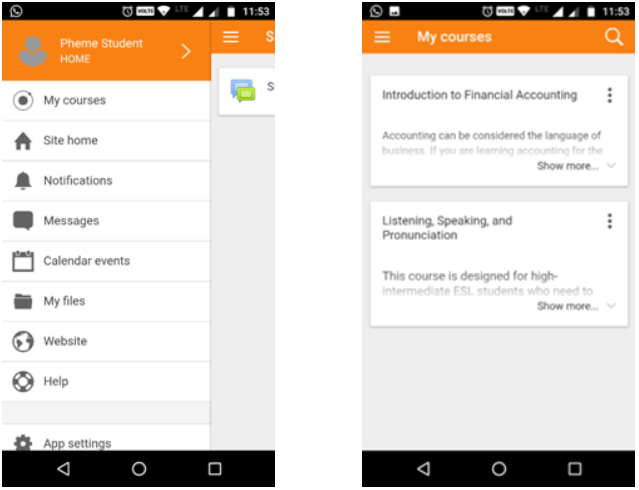 VOLTE LTE 11:53
Pheme Student
HOME
S
My courses
S
Site home
Notifications
Messages
Calendar events
My files
Website
Help
App settings
VOLTE LTE 11:53
My courses
Introduction to Financial Accounting
Accounting can be considered the language of
business. If you are learning accounting for the
Show more...
Listening, Speaking, and
Pronunciation
This course is designed for high-
intermediate ESL students who need to
Show more...